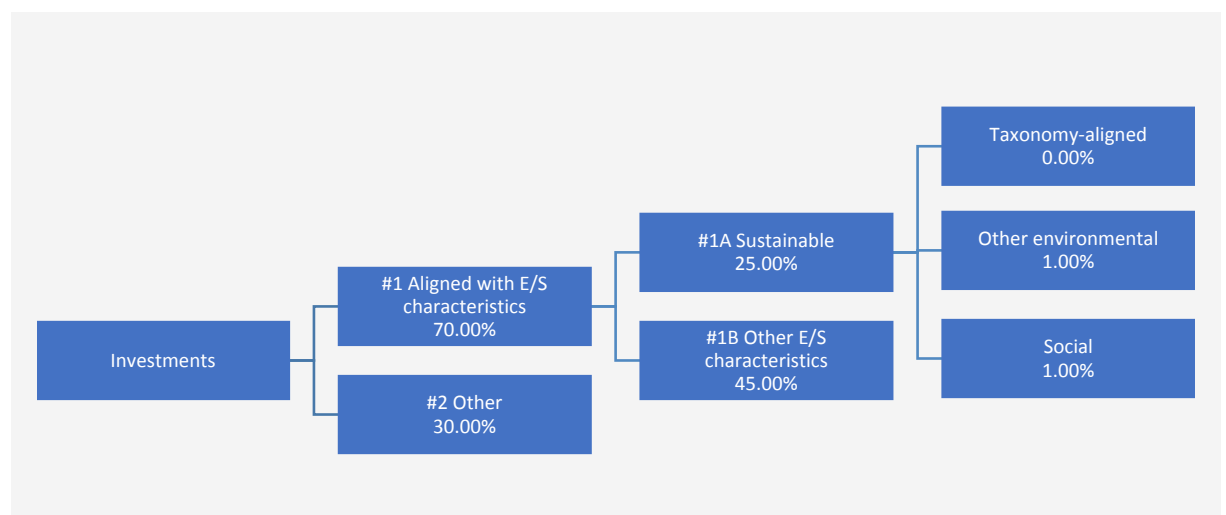 Investments
#1 Aligned with E/S
characteristics
70.00%
#2 Other
30.00%
#1A Sustainable
25.00%
#1B Other E/S
characteristics
45.00%
Taxonomy-aligned
0.00%
Other environmental
1.00%
Social
1.00%